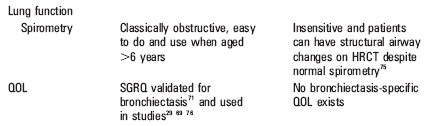 Lung function
Spirometry Classically obstructive, easy Insensitive and patients
to do and use when aged can have structural airway
>6 years changes on HRCT despite
normal spirometry75
QOL SGRQ validated for No bronchiectasis-specific
bronchiectasis71 and used QOL exists
in studies29 69 76